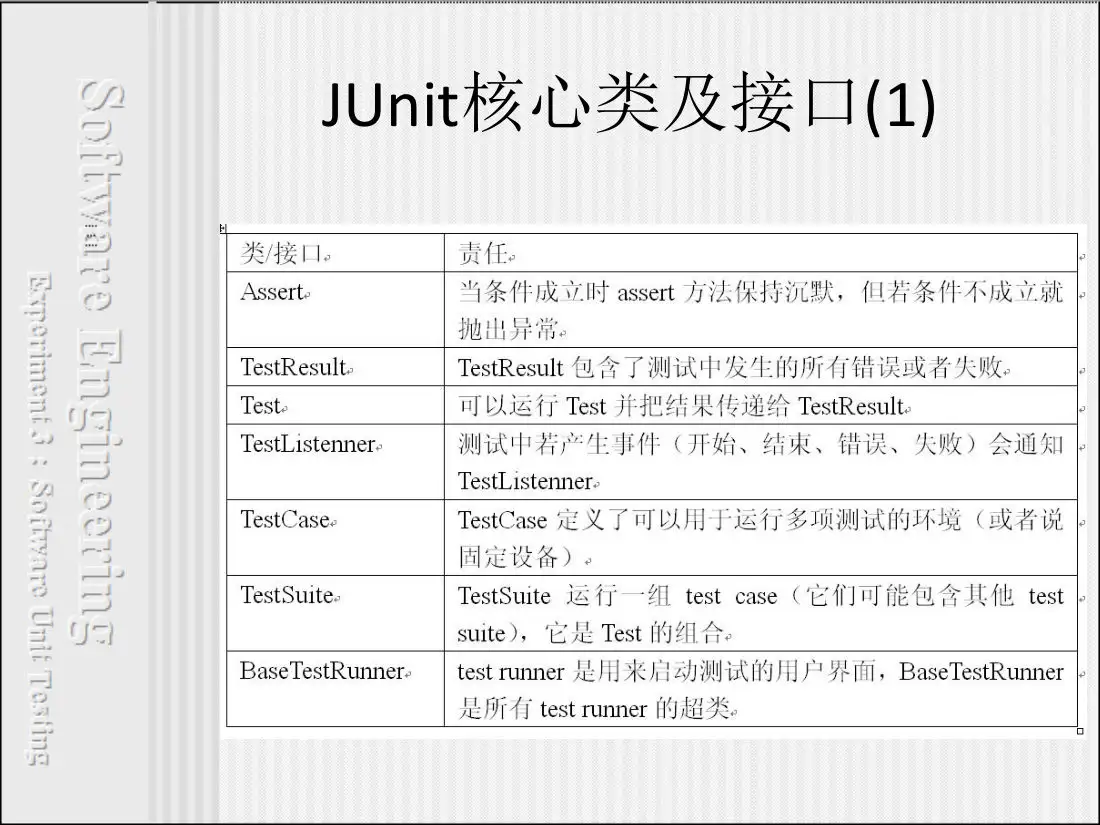 JUnit核心类及接口(1)
Software Engineering
Experiment 3 : Software Unit Testing
类/接口
责任
Assert
当条件成立时 assert 方法保持沉默，但若条件不成立就
抛出异常
TestResult
TestResult 包含了测试中发生的所有错误或者失败
Test
可以运行 Test 并把结果传递给 TestResult
TestListenner
测试中若产生事件（开始、结束、错误、失败）会通知
TestListenner
TestCase
TestCase 定义了可以用于运行多项测试的环境（或者说
固定设备）
TestSuite
TestSuite 运行一组 test case（它们可能包含其他 test
suite），它是 Test 的组合
BaseTestRunner
test runner 是用来启动测试的用户界面，BaseTestRunner
是所有 test runner 的超类